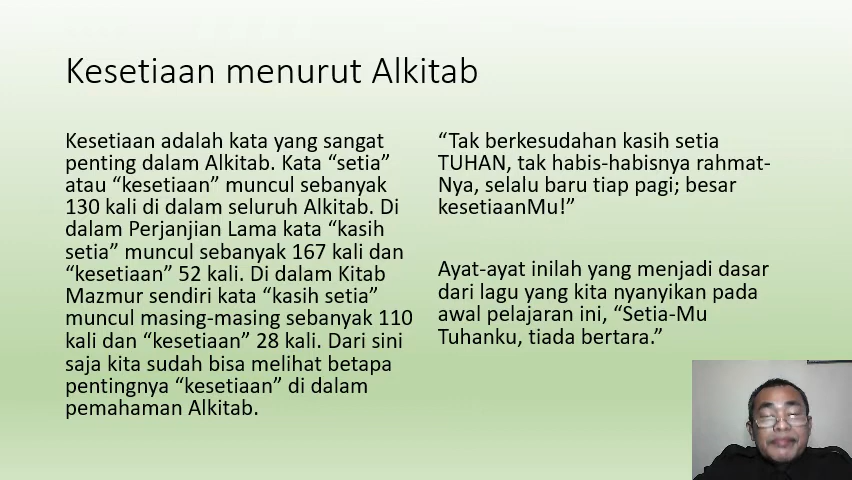 Kesetiaan menurut Alkitab
Kesetiaan adalah kata yang sangat
penting dalam Alkitab. Kata “setia”
atau “kesetiaan” muncul sebanyak
130 kali di dalam seluruh Alkitab. Di
dalam Perjanjian Lama kata “kasih
setia” muncul sebanyak 167 kali dan
“kesetiaan” 52 kali. Di dalam Kitab
Mazmur sendiri kata “kasih setia”
muncul masing-masing sebanyak 110
kali dan “kesetiaan” 28 kali. Dari sini
saja kita sudah bisa melihat betapa
pentingnya “kesetiaan” di dalam
pemahaman Alkitab.
“Tak berkesudahan kasih setia
TUHAN, tak habis-habisnya rahmat-
Nya, selalu baru tiap pagi; besar
kesetiaanMu!”
Ayat-ayat inilah yang menjadi dasar
dari lagu yang kita nyanyikan pada
awal pelajaran ini, “Setia-Mu
Tuhanku, tiada bertara.”